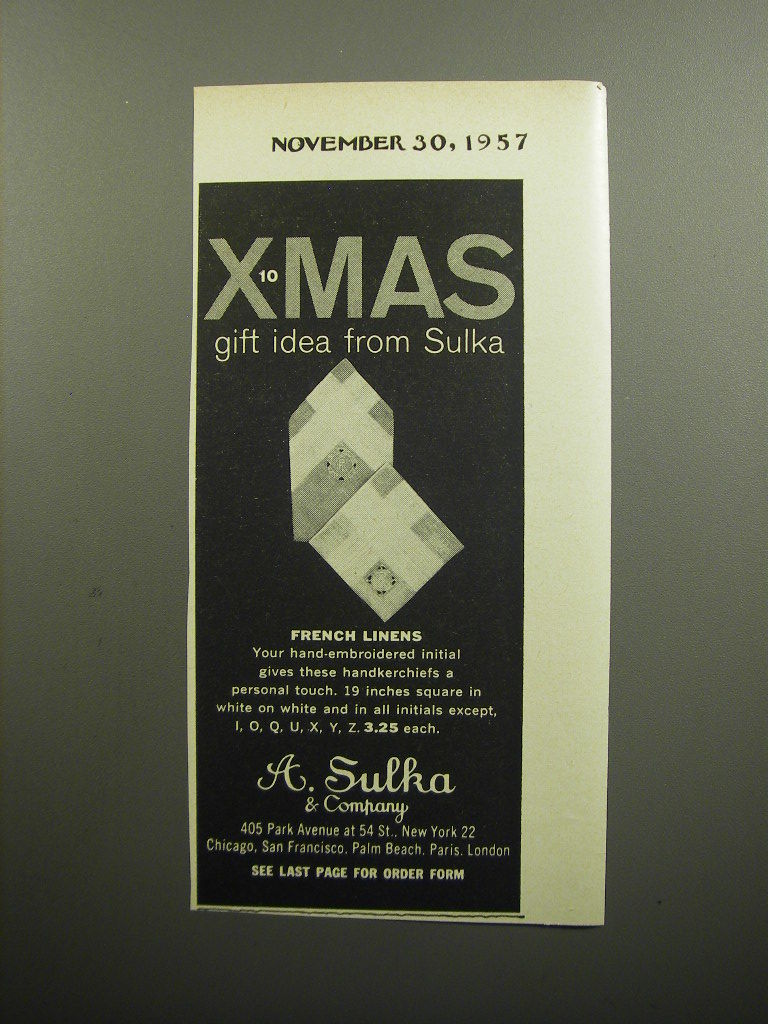 NOVEMBER 30, 1957
X 10 MAS
gift idea from Sulka
FRENCH LINENS
Your hand-embroidered initial
gives these handkerchiefs a
personal touch. 19 inches square in
white on white and in all initials except,
I, O, Q, U, X, Y, Z. 3.25 each.
A. Sulka
& Company
405 Park Avenue at 54 St., New York 22
Chicago, San Francisco, Palm Beach, Paris, London
SEE LAST PAGE FOR ORDER FORM